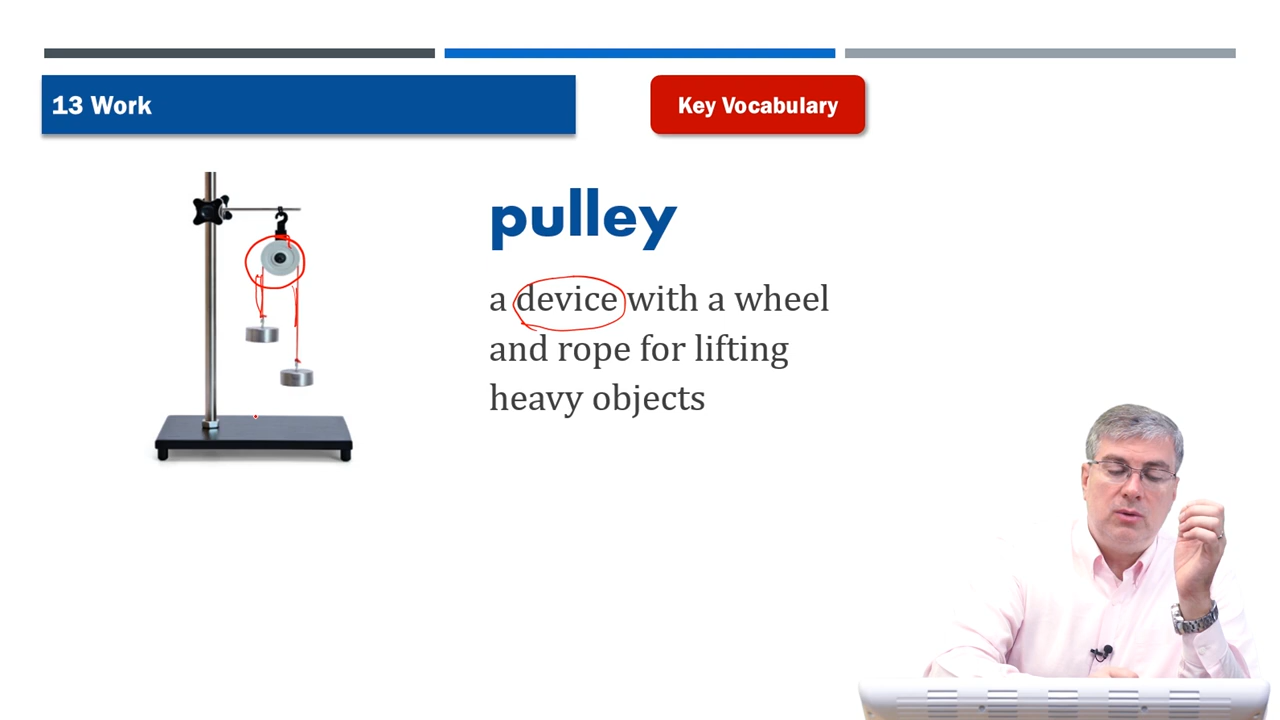 13 Work
Key Vocabulary
pulley
a device with a wheel
and rope for lifting
heavy objects